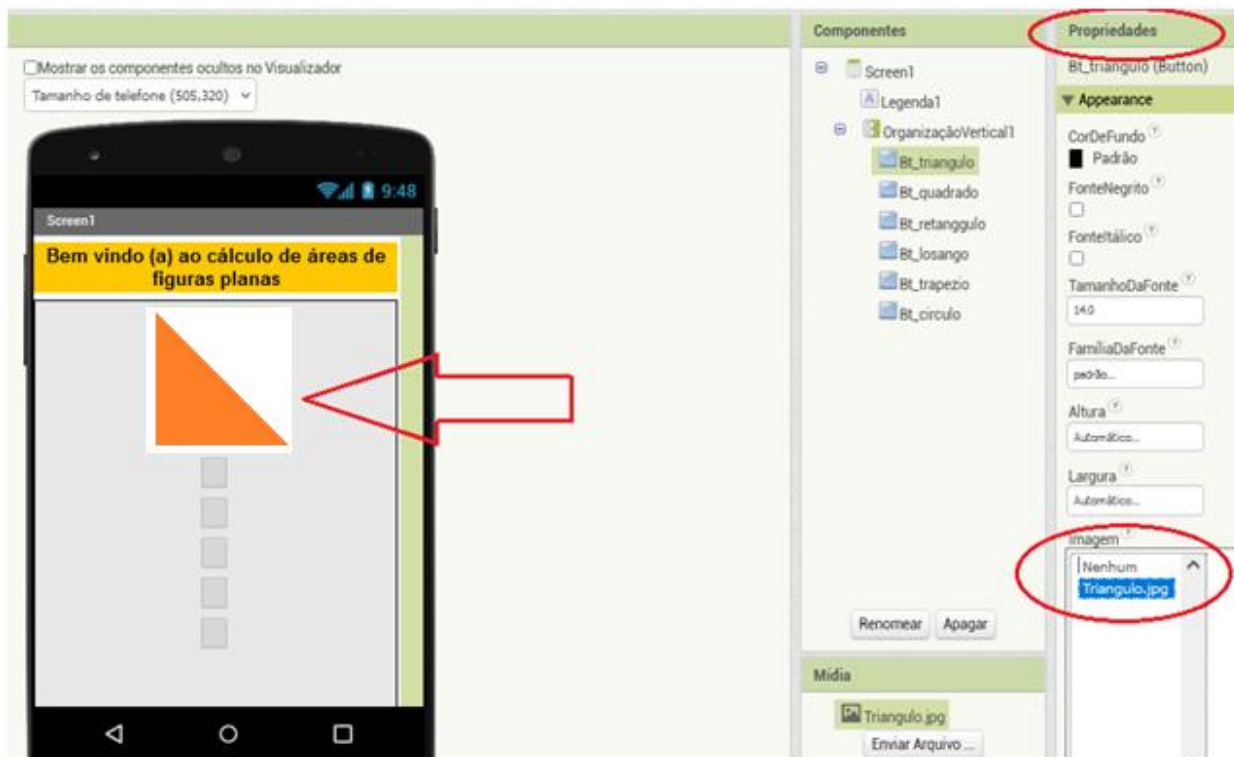 Mostrar os componentes ocultos no Visualizador
Tamanho de telefone (505,320)
9:48
Screen1
Bem vindo (a) ao cálculo de áreas de
figuras planas
Componentes
Screen1
Legenda1
OrganizaçãoVertical1
Bt_triangulo
Bt_quadrado
Bt_retanggulo
Bt_losango
Bt_trapezio
Bt_circulo
Renomear Apagar
Mídia
Triangulo.jpg
Enviar Arquivo ...
Propriedades
Bt_triangulo (Button)
Appearance
CorDeFundo ?
Padrão
FonteNegrito ?
FonteItálico ?
TamanhoDaFonte ?
14.0
FamíliaDaFonte ?
padrão...
Altura ?
Automático...
Largura ?
Automático...
Imagem ?
Nenhum
Triangulo.jpg